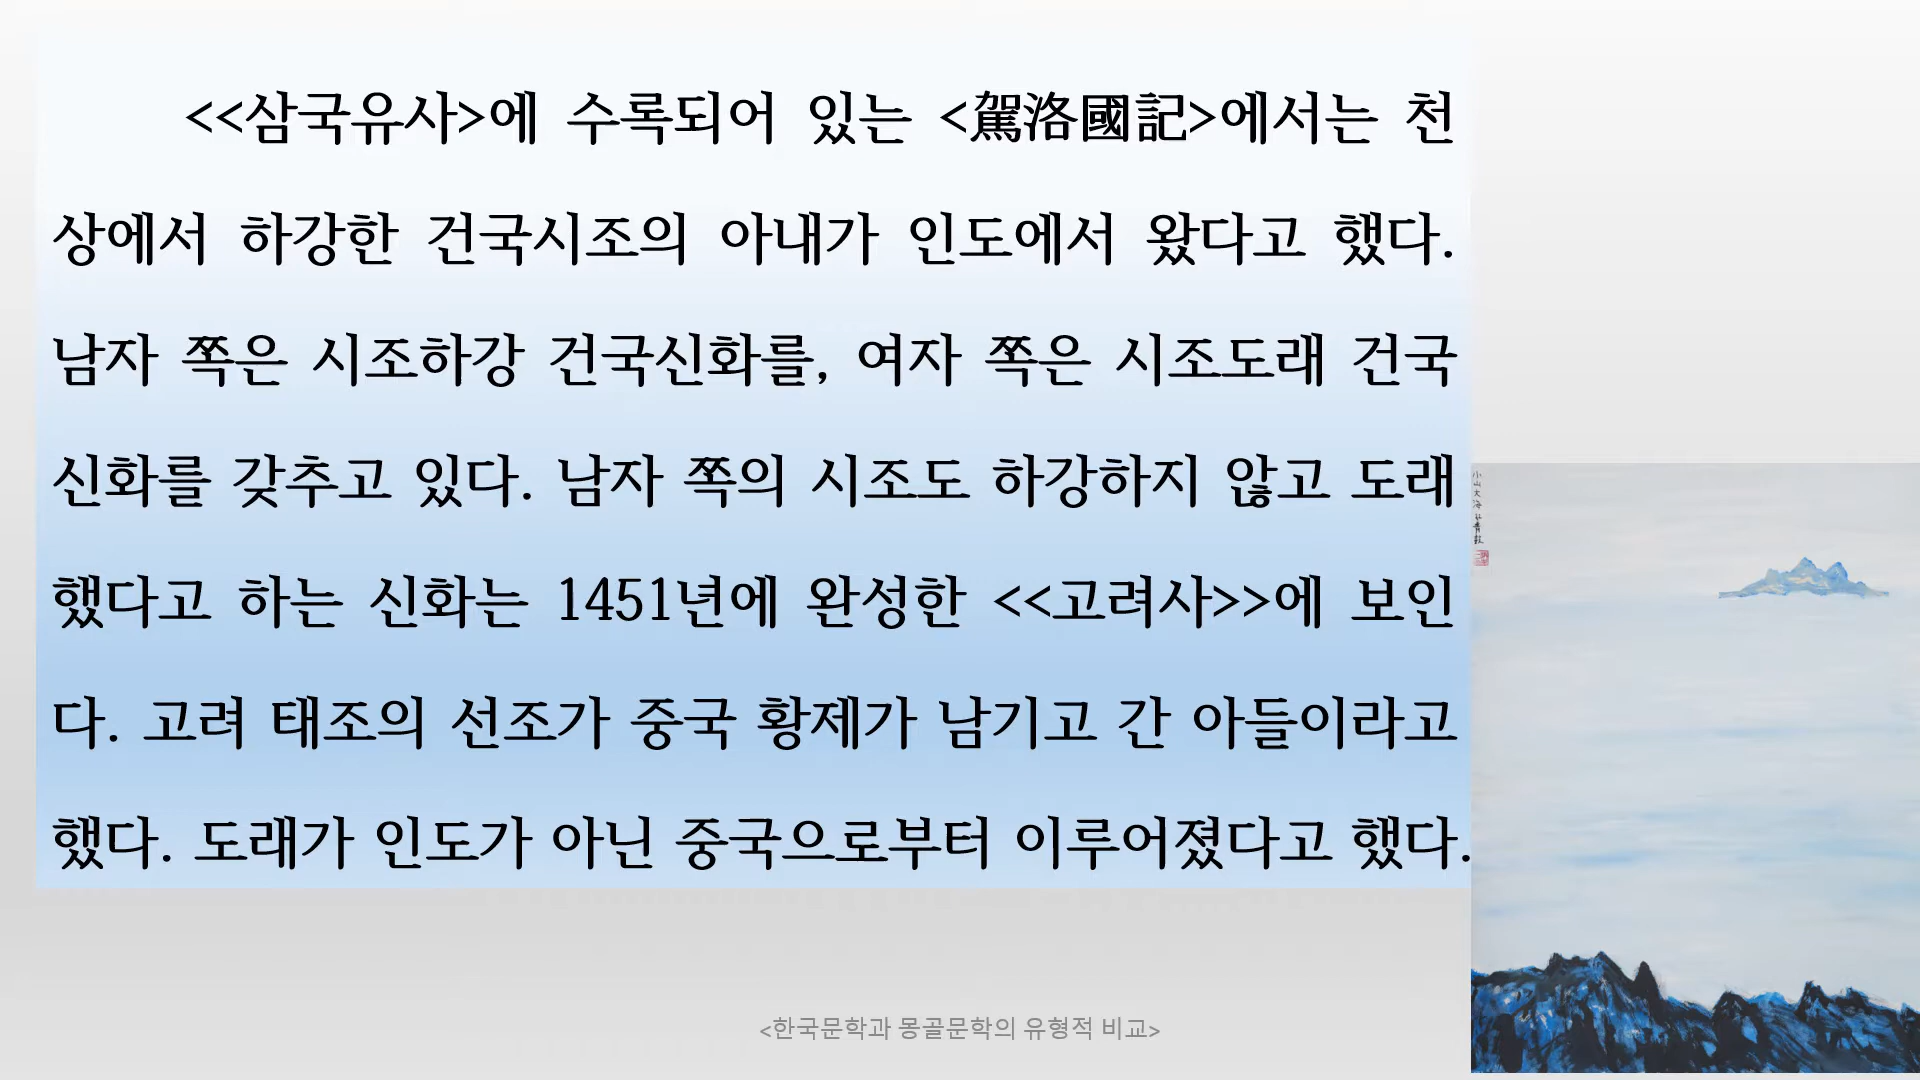 <<삼국유사>에 수록되어 있는 <駕洛國記>에서는 천
상에서 하강한 건국시조의 아내가 인도에서 왔다고 했다.
남자 쪽은 시조하강 건국신화를, 여자 쪽은 시조도래 건국
신화를 갖추고 있다. 남자 쪽의 시조도 하강하지 않고 도래
했다고 하는 신화는 1451년에 완성한 <<고려사>>에 보인
다. 고려 태조의 선조가 중국 황제가 남기고 간 아들이라고
했다. 도래가 인도가 아닌 중국으로부터 이루어졌다고 했다.
小山大海
<한국문학과 몽골문학의 유형적 비교>